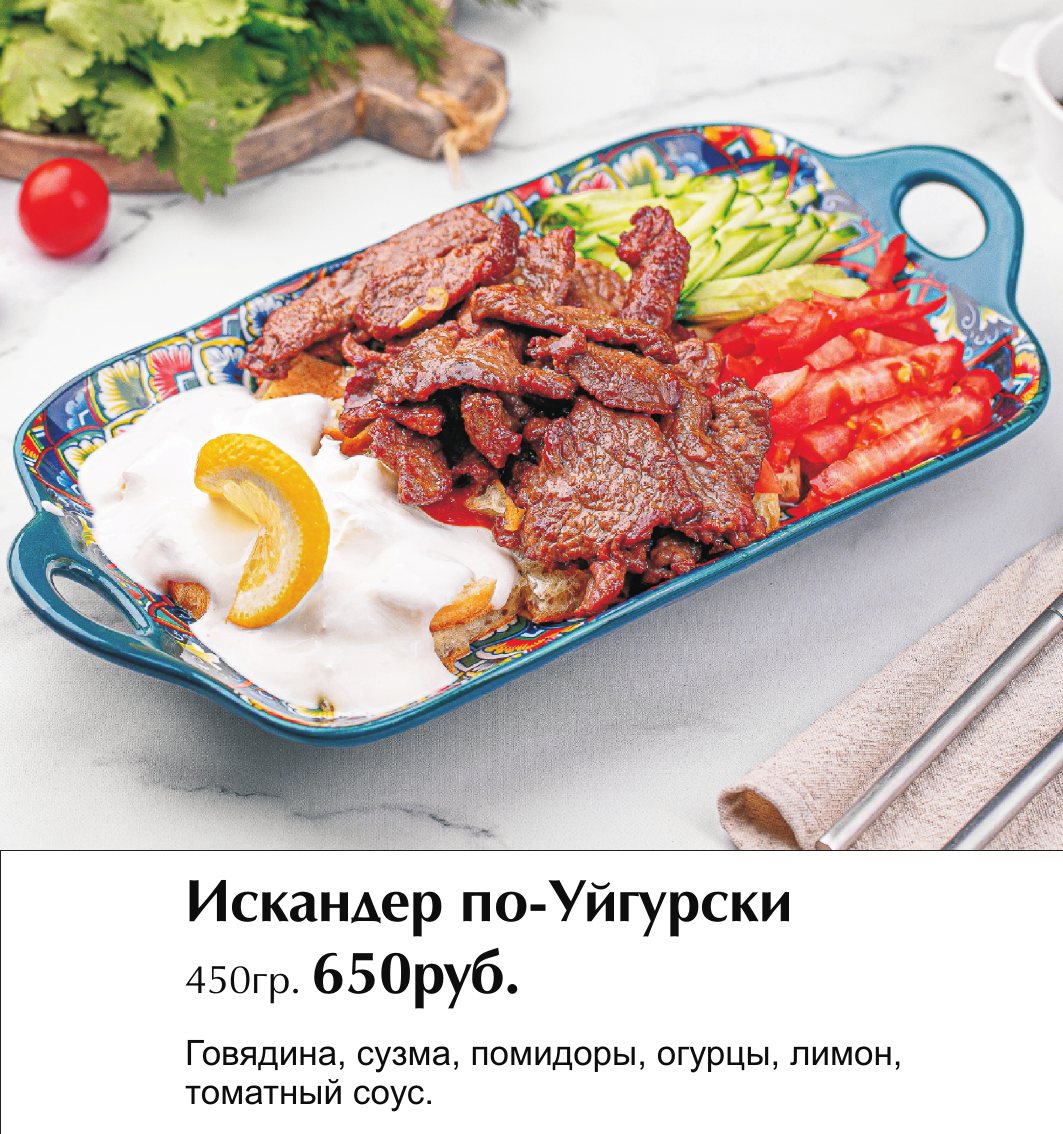 Искандер по-Уйгурски
450гр. 650руб.
Говядина, сузма, помидоры, огурцы, лимон,
томатный соус.